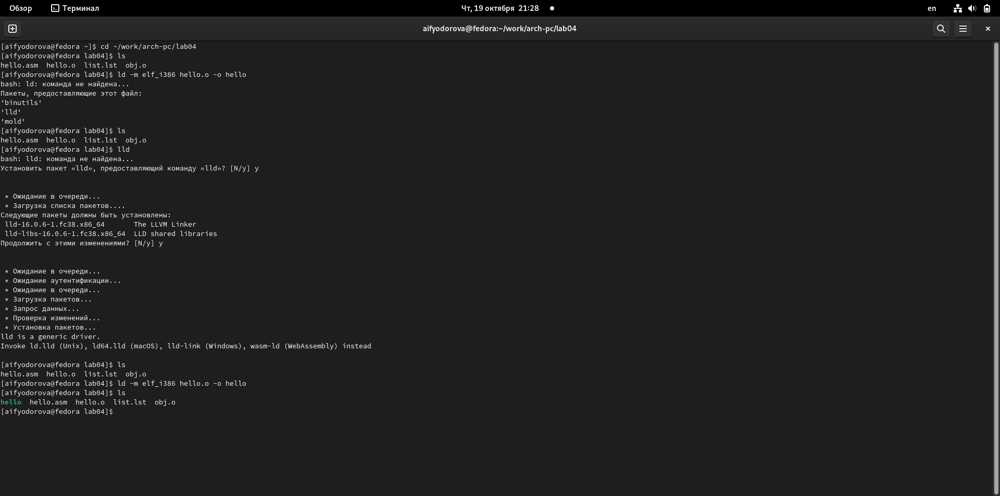 Обзор Терминал Чт, 19 октября 21:28 en
aifyodorova@fedora:~/work/arch-pc/lab04
[aifyodorova@fedora ~]$ cd ~/work/arch-pc/lab04
[aifyodorova@fedora lab04]$ ls
hello.asm  hello.o  list.lst  obj.o
[aifyodorova@fedora lab04]$ ld -m elf_i386 hello.o -o hello
bash: ld: команда не найдена...
Пакеты, предоставляющие этот файл:
'binutils'
'lld'
'mold'
[aifyodorova@fedora lab04]$ ls
hello.asm  hello.o  list.lst  obj.o
[aifyodorova@fedora lab04]$ lld
bash: lld: команда не найдена...
Установить пакет «lld», предоставляющий команду «lld»? [N/y] y
* Ожидание в очереди...
* Загрузка списка пакетов....
Следующие пакеты должны быть установлены:
lld-16.0.6-1.fc38.x86_64       The LLVM Linker
lld-libs-16.0.6-1.fc38.x86_64  LLD shared libraries
Продолжить с этими изменениями? [N/y] y
* Ожидание в очереди...
* Ожидание аутентификации...
* Ожидание в очереди...
* Загрузка пакетов...
* Запрос данных...
* Проверка изменений...
* Установка пакетов...
lld is a generic driver.
Invoke ld.lld (Unix), ld64.lld (macOS), lld-link (Windows), wasm-ld (WebAssembly) instead
[aifyodorova@fedora lab04]$ ls
hello.asm  hello.o  list.lst  obj.o
[aifyodorova@fedora lab04]$ ld -m elf_i386 hello.o -o hello
[aifyodorova@fedora lab04]$ ls
hello  hello.asm  hello.o  list.lst  obj.o
[aifyodorova@fedora lab04]$